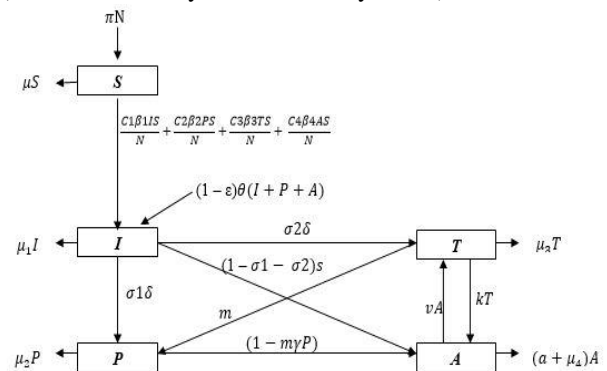 πN
μS
S
C1β1IS/N + C2β2PS/N + C3β3TS/N + C4β4AS/N
(1−ε)θ(I + P + A)
μ₁I
I
σ2δ
T
μ₃T
(1−σ1− σ2)s
σ1δ
m
vA
kT
μ₂P
P
(1−mγP)
A
(a + μ₄)A